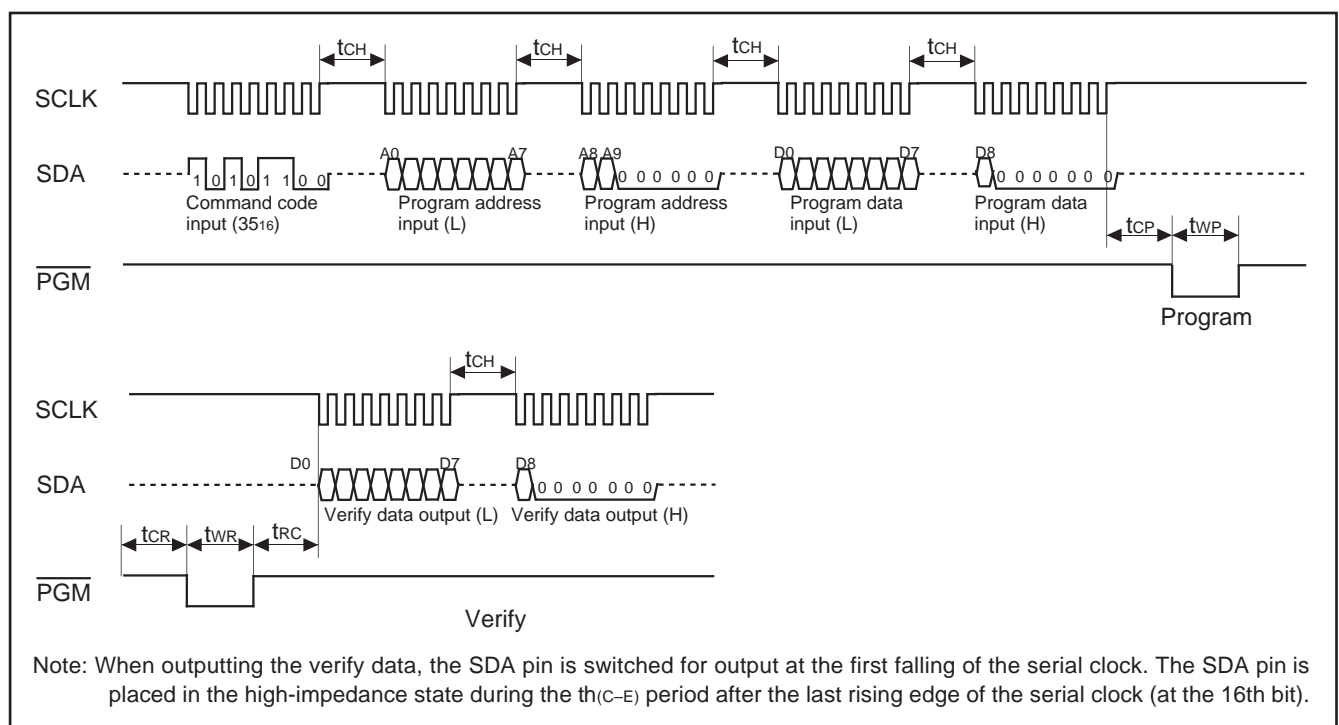 tCH tCH tCH tCH
SCLK
A0 A7 A8 A9 D0 D7 D8
SDA
1 0 1 0 1 1 0 0 0 0 0 0 0 0 0 0 0 0 0 0 0
Command code input (3516)
Program address input (L)
Program address input (H)
Program data input (L)
Program data input (H)
tCP tWP
PGM
Program
tCH
SCLK
D0 D7 D8
SDA
0 0 0 0 0 0 0
Verify data output (L) Verify data output (H)
tCR tWR tRC
PGM
Verify
Note: When outputting the verify data, the SDA pin is switched for output at the first falling of the serial clock. The SDA pin is
placed in the high-impedance state during the th(C–E) period after the last rising edge of the serial clock (at the 16th bit).